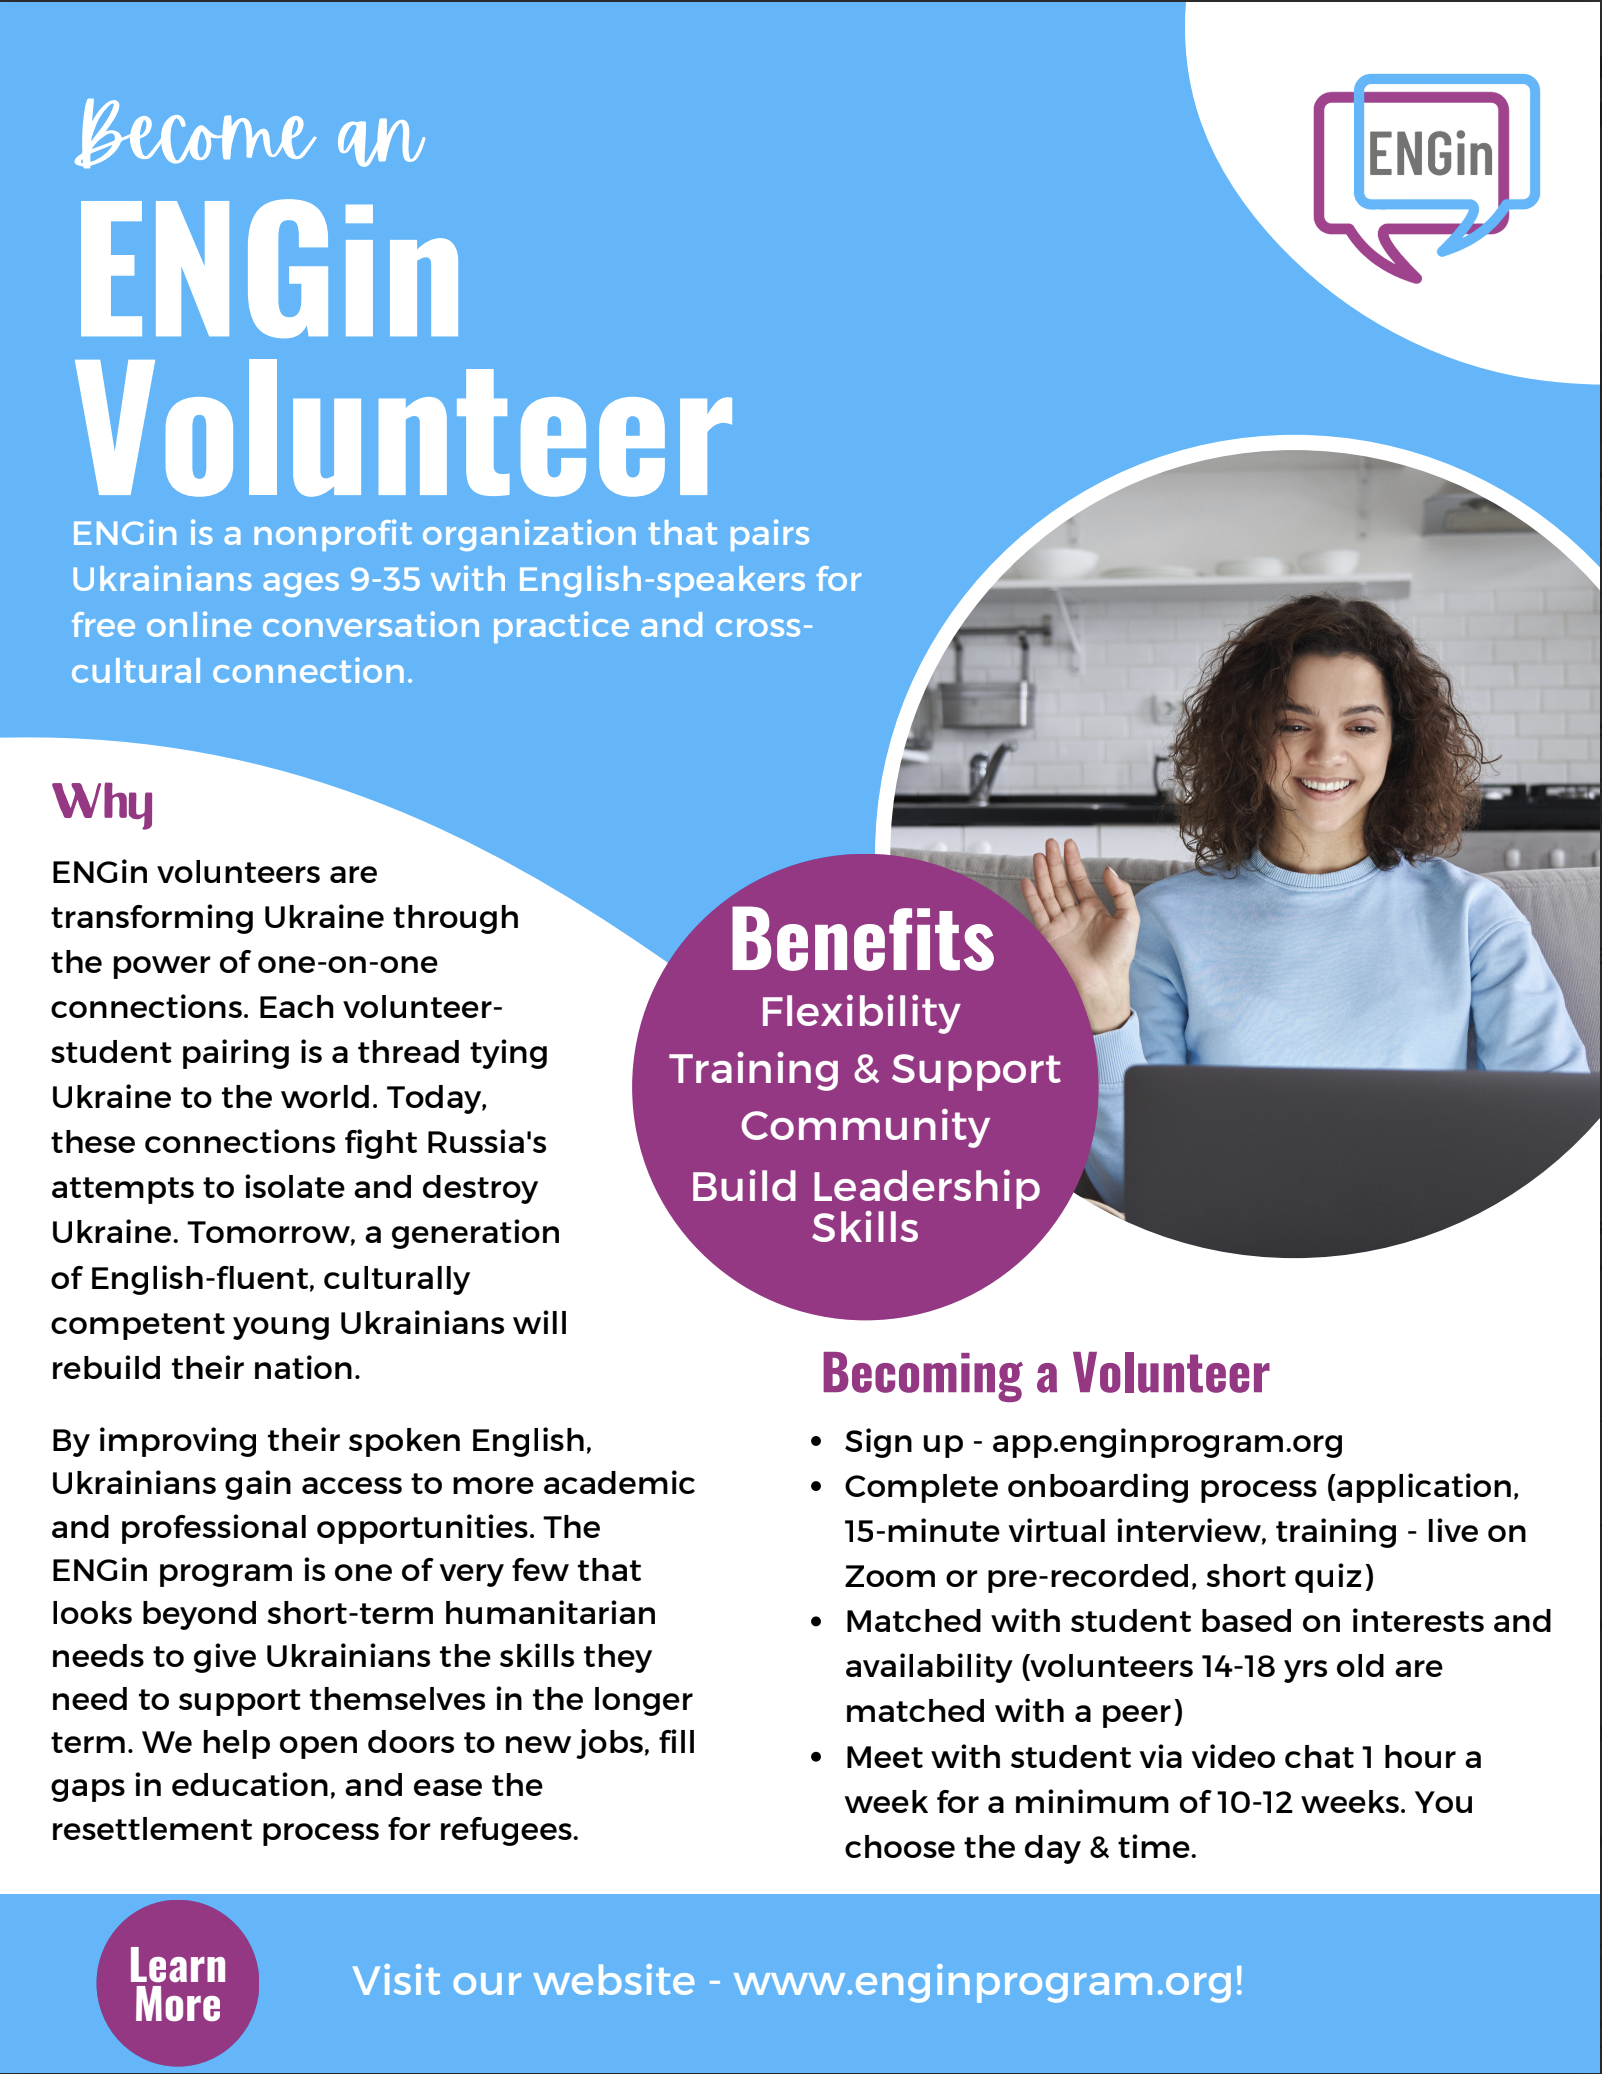 Become an
ENGin
Volunteer
ENGin
ENGin is a nonprofit organization that pairs
Ukrainians ages 9-35 with English-speakers for
free online conversation practice and cross-
cultural connection.
Why
ENGin volunteers are
transforming Ukraine through
the power of one-on-one
connections. Each volunteer-
student pairing is a thread tying
Ukraine to the world. Today,
these connections fight Russia's
attempts to isolate and destroy
Ukraine. Tomorrow, a generation
of English-fluent, culturally
competent young Ukrainians will
rebuild their nation.
By improving their spoken English,
Ukrainians gain access to more academic
and professional opportunities. The
ENGin program is one of very few that
looks beyond short-term humanitarian
needs to give Ukrainians the skills they
need to support themselves in the longer
term. We help open doors to new jobs, fill
gaps in education, and ease the
resettlement process for refugees.
Benefits
Flexibility
Training & Support
Community
Build Leadership
Skills
Becoming a Volunteer
• Sign up - app.enginprogram.org
• Complete onboarding process (application,
15-minute virtual interview, training - live on
Zoom or pre-recorded, short quiz)
• Matched with student based on interests and
availability (volunteers 14-18 yrs old are
matched with a peer)
• Meet with student via video chat 1 hour a
week for a minimum of 10-12 weeks. You
choose the day & time.
Learn
More
Visit our website - www.enginprogram.org!